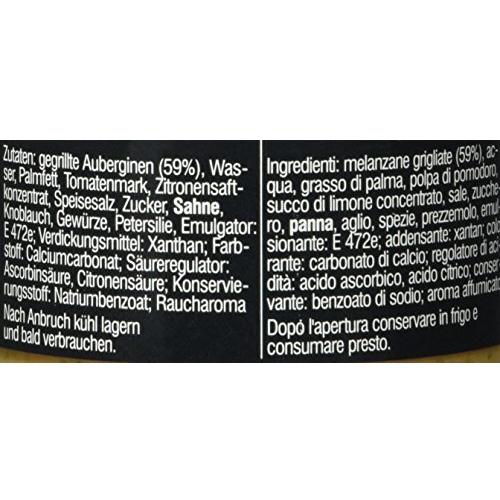 Zutaten: gegrillte Auberginen (59%), Was-
ser, Palmfett, Tomatenmark, Zitronensaft-
konzentrat, Speisesalz, Zucker, Sahne,
Knoblauch, Gewürze, Petersilie, Emulgator:
E 472e; Verdickungsmittel: Xanthan; Farb-
stoff: Calciumcarbonat; Säureregulator:
Ascorbinsäure, Citronensäure; Konservie-
rungsstoff: Natriumbenzoat; Raucharoma
Nach Anbruch kühl lagern
und bald verbrauchen.
Ingredienti: melanzane grigliate (59%), ac-
qua, grasso di palma, polpa di pomodoro,
succo di limone concentrato, sale, zucche-
ro, panna, aglio, spezie, prezzemolo, emul-
sionante: E 472e; addensante: xantan; colo-
rante: carbonato di calcio; regolatore di aci-
dità: acido ascorbico, acido citrico; conser-
vante: benzoato di sodio; aroma affumicato
Dopo l'apertura conservare in frigo e
consumare presto.